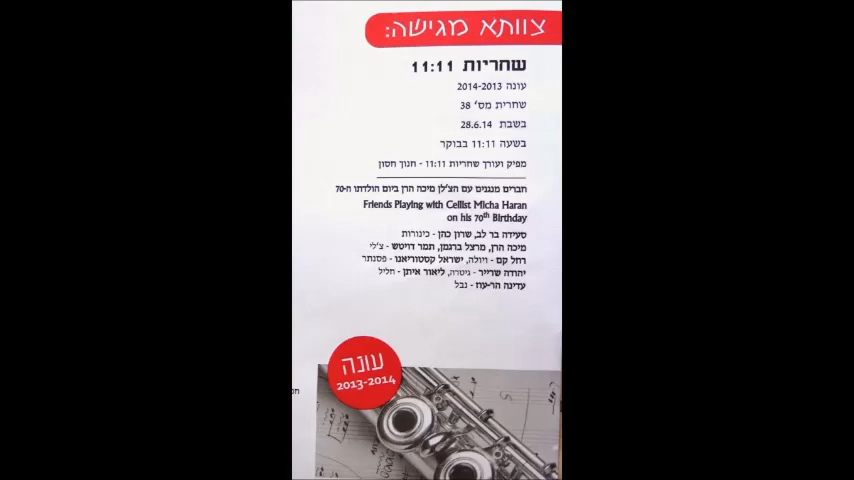 צוותא מגישה:
שחריות 11:11
עונה 2014-2013
שחרית מס' 38
בשבת 28.6.14
בשעה 11:11 בבוקר
מפיק ועורך שחריות 11:11 - חנוך חסון
חברים מנגנים עם הצ'לן מיכה הרן ביום הולדתו ה-70
Friends Playing with Cellist Micha Haran
on his 70th Birthday
סעידה בר לב, שרון כהן - כינורות
מיכה הרן, מרצל ברגמן, תמר דויטש - צ'לי
רחל קם - ויולה, ישראל קסטוריאנו - פסנתר
יהודה שרייר - גיטרה, ליאור איתן - חליל
עדינה הר-עוז - נבל
עונה
2013-2014